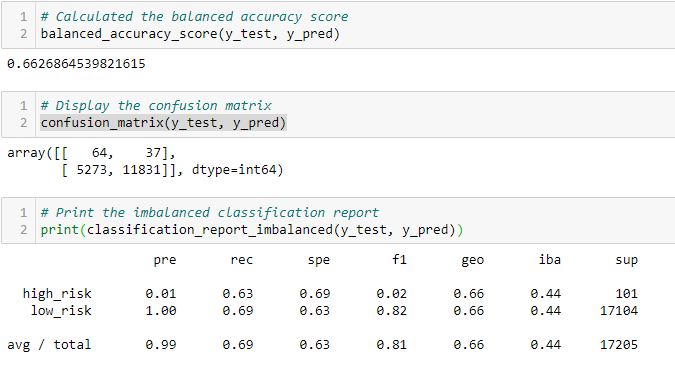 1 # Calculated the balanced accuracy score
2 balanced_accuracy_score(y_test, y_pred)
0.6626864539821615
1 # Display the confusion matrix
2 confusion_matrix(y_test, y_pred)
array([[   64,    37],
       [ 5273, 11831]], dtype=int64)
1 # Print the imbalanced classification report
2 print(classification_report_imbalanced(y_test, y_pred))
pre rec spe f1 geo iba sup
high_risk 0.01 0.63 0.69 0.02 0.66 0.44 101
low_risk 1.00 0.69 0.63 0.82 0.66 0.44 17104
avg / total 0.99 0.69 0.63 0.81 0.66 0.44 17205